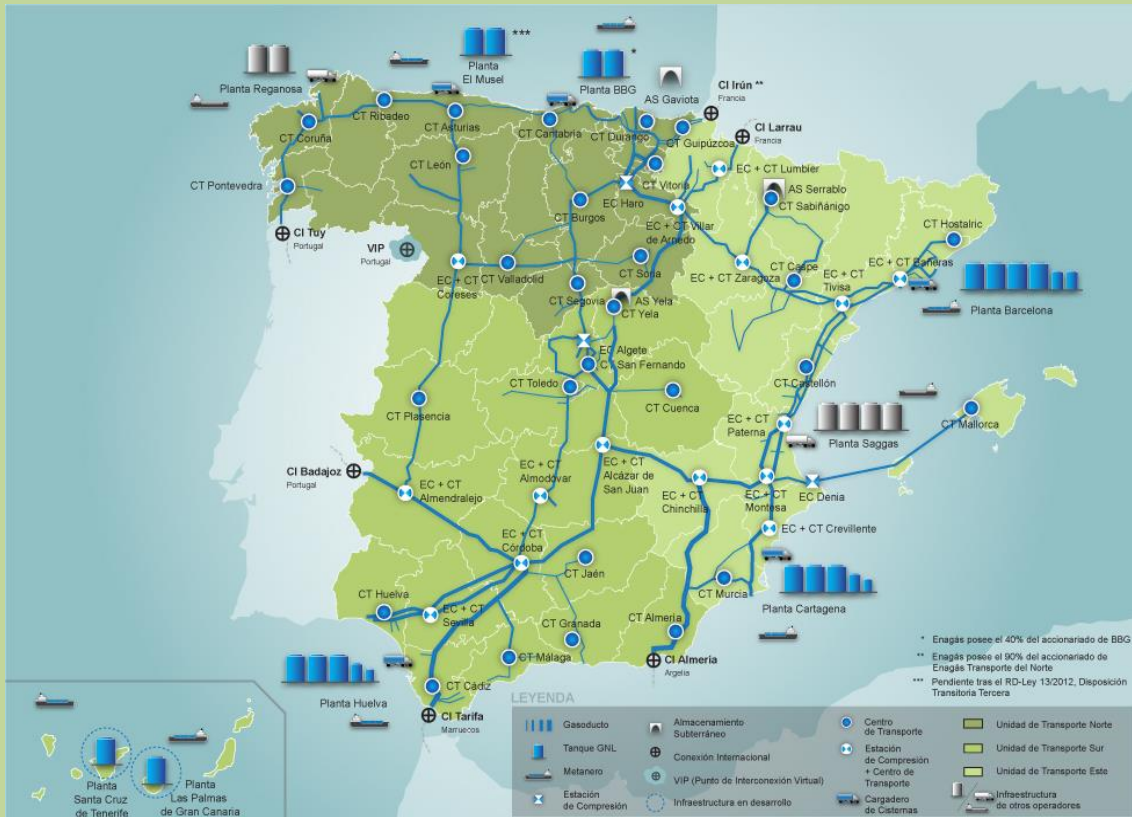 ***
Planta
El Musel
*
Planta BBG
AS Gaviota
CI Irún **
Francia
CI Larrau
Francia
Planta Reganosa
CT Coruña
CT Ribadeo
CT Asturias
CT Cantabria
CT Durango
CT Guipúzcoa
CT León
CT Pontevedra
CT Vitoria
EC Haro
EC + CT Lumbier
AS Serrablo
CT Sabiñánigo
CT Burgos
EC + CT Villar
de Arnedo
CT Hostalric
CI Tuy
Portugal
VIP
Portugal
EC + CT
Coreses
CT Valladolid
CT Soria
EC + CT Zaragoza
CT Caspe
EC + CT
Tivisa
EC + CT Bañeras
Planta Barcelona
CT Segovia
AS Yela
CT Yela
EC Algete
CT San Fernando
CT Toledo
CT Cuenca
CT Castellón
CT Plasencia
EC + CT
Paterna
Planta Saggas
CT Mallorca
CI Badajoz
Portugal
EC + CT
Almendralejo
EC + CT
Almodóvar
EC + CT
Alcázar de
San Juan
EC + CT
Chinchilla
EC + CT
Montesa
EC Denia
EC + CT Crevillente
EC + CT
Córdoba
CT Jaén
CT Murcia
Planta Cartagena
CT Huelva
EC + CT
Sevilla
CT Granada
CT Almería
CT Málaga
CI Almería
Argelia
Planta Huelva
CT Cádiz
CI Tarifa
Marruecos
* Enagás posee el 40% del accionariado de BBG
** Enagás posee el 90% del accionariado de
Enagás Transporte del Norte
*** Pendiente tras el RD-Ley 13/2012, Disposición
Transitoria Tercera
Planta
Santa Cruz
de Tenerife
Planta
Las Palmas
de Gran Canaria
LEYENDA
Gasoducto
Tanque GNL
Metanero
Estación
de Compresión
Almacenamiento
Subterráneo
Conexión Internacional
VIP (Punto de Interconexión Virtual)
Infraestructura en desarrollo
Centro
de Transporte
Estación
de Compresión
+ Centro de
Transporte
Cargadero
de Cisternas
Unidad de Transporte Norte
Unidad de Transporte Sur
Unidad de Transporte Este
Infraestructura
de otros operadores